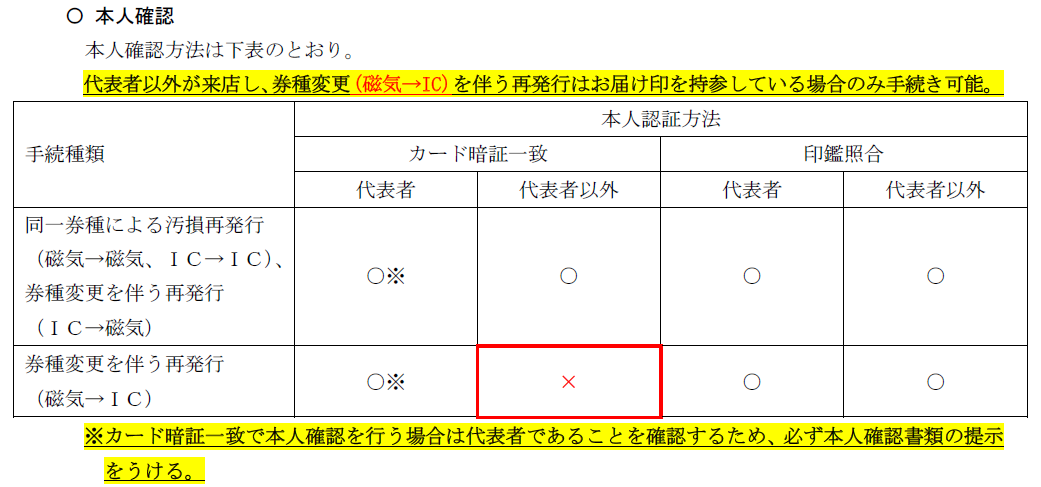 〇 本人確認
本人確認方法は下表のとおり。
代表者以外が来店し、券種変更(磁気→IC)を伴う再発行はお届け印を持参している場合のみ手続き可能。
手続種類
本人認証方法
カード暗証一致
印鑑照合
代表者
代表者以外
代表者
代表者以外
同一券種による汚損再発行
（磁気→磁気、ＩＣ→ＩＣ）、
券種変更を伴う再発行
（ＩＣ→磁気）
〇※
〇
〇
〇
券種変更を伴う再発行
（磁気→ＩＣ）
〇※
×
〇
〇
※カード暗証一致で本人確認を行う場合は代表者であることを確認するため、必ず本人確認書類の提示
をうける。